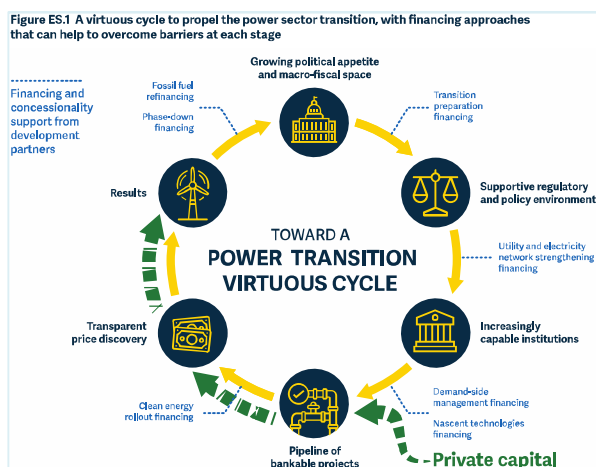 Figure ES.1 A virtuous cycle to propel the power sector transition, with financing approaches
that can help to overcome barriers at each stage
Growing political appetite
and macro-fiscal space
Financing and
concessionality
support from
development
partners
Fossil fuel
refinancing
Phase-down
financing
Transition
preparation
financing
Results
Supportive regulatory
and policy environment
TOWARD A
POWER TRANSITION
VIRTUOUS CYCLE
Utility and electricity
network strengthening
financing
Transparent
price discovery
Increasingly
capable institutions
Clean energy
rollout financing
Demand-side
management financing
Nascent technologies
financing
Pipeline of
bankable projects
Private capital